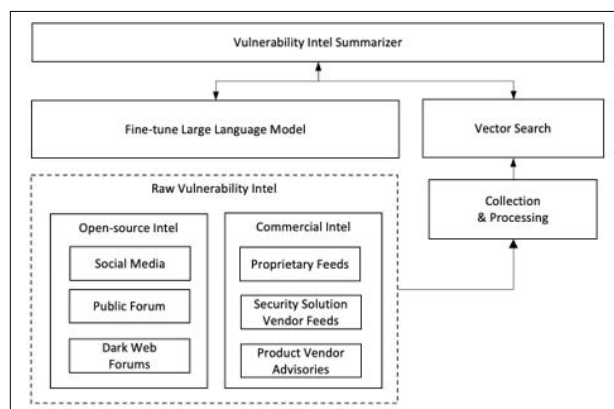 Vulnerability Intel Summarizer
Fine-tune Large Language Model
Vector Search
Raw Vulnerability Intel
Collection
& Processing
Open-source Intel
Social Media
Public Forum
Dark Web
Forums
Commercial Intel
Proprietary Feeds
Security Solution
Vendor Feeds
Product Vendor
Advisories